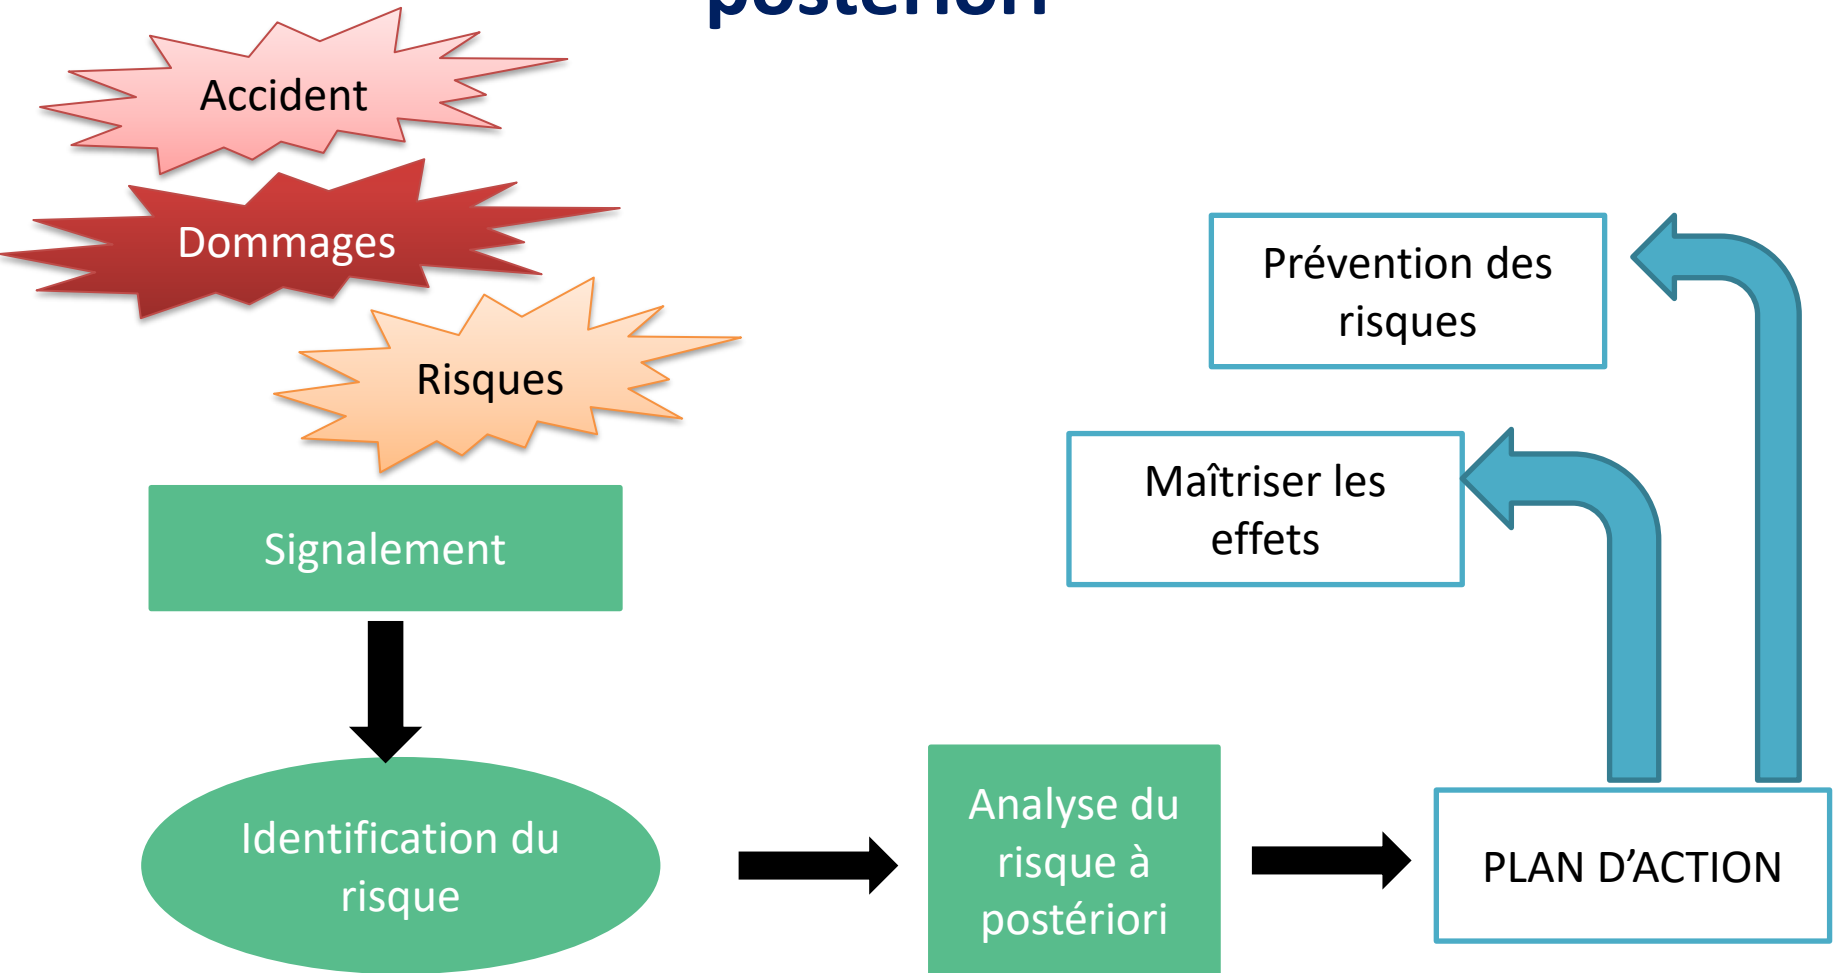 postériori
Accident
Dommages
Risques
Signalement
Identification du
risque
Analyse du
risque à
postériori
PLAN D’ACTION
Maîtriser les
effets
Prévention des
risques